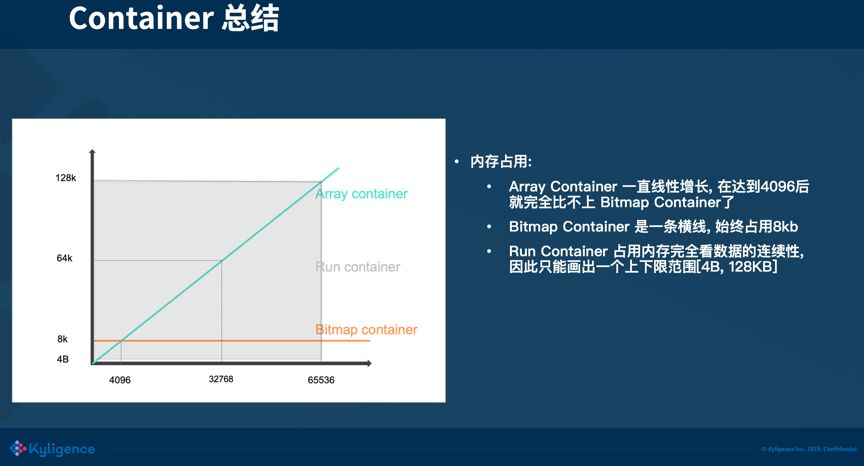 Container 总结
128k
64k
8k
4B
4096
32768
65536
Array container
Run container
Bitmap container
• 内存占用:
• Array Container 一直线性增长, 在达到4096后
就完全比不上 Bitmap Container了
• Bitmap Container 是一条横线, 始终占用8kb
• Run Container 占用内存完全看数据的连续性,
因此只能画出一个上下限范围[4B, 128KB]
Kyligence
© Kyligence Inc. 2019, Confidential.